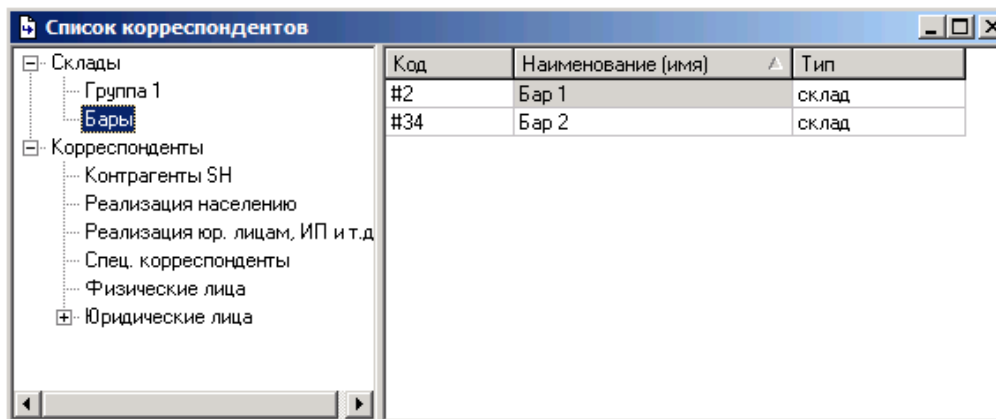 Список корреспондентов
Склады
Группа 1
Бары
Корреспонденты
Контрагенты SH
Реализация населению
Реализация юр. лицам, ИП и т.д
Спец. корреспонденты
Физические лица
Юридические лица
Код Наименование (имя) Тип
#2 Бар 1 склад
#34 Бар 2 склад